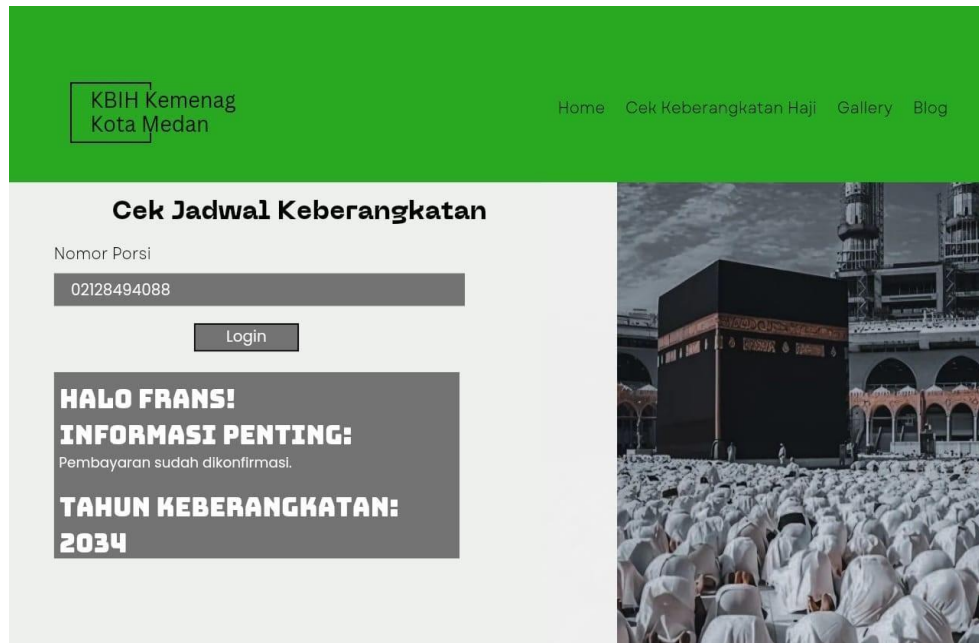 KBIH Kemenag
Kota Medan
Home Cek Keberangkatan Haji Gallery Blog
Cek Jadwal Keberangkatan
Nomor Porsi
02128494088
Login
HALO FRANS!
INFORMASI PENTING:
Pembayaran sudah dikonfirmasi.
TAHUN KEBERANGKATAN:
2034